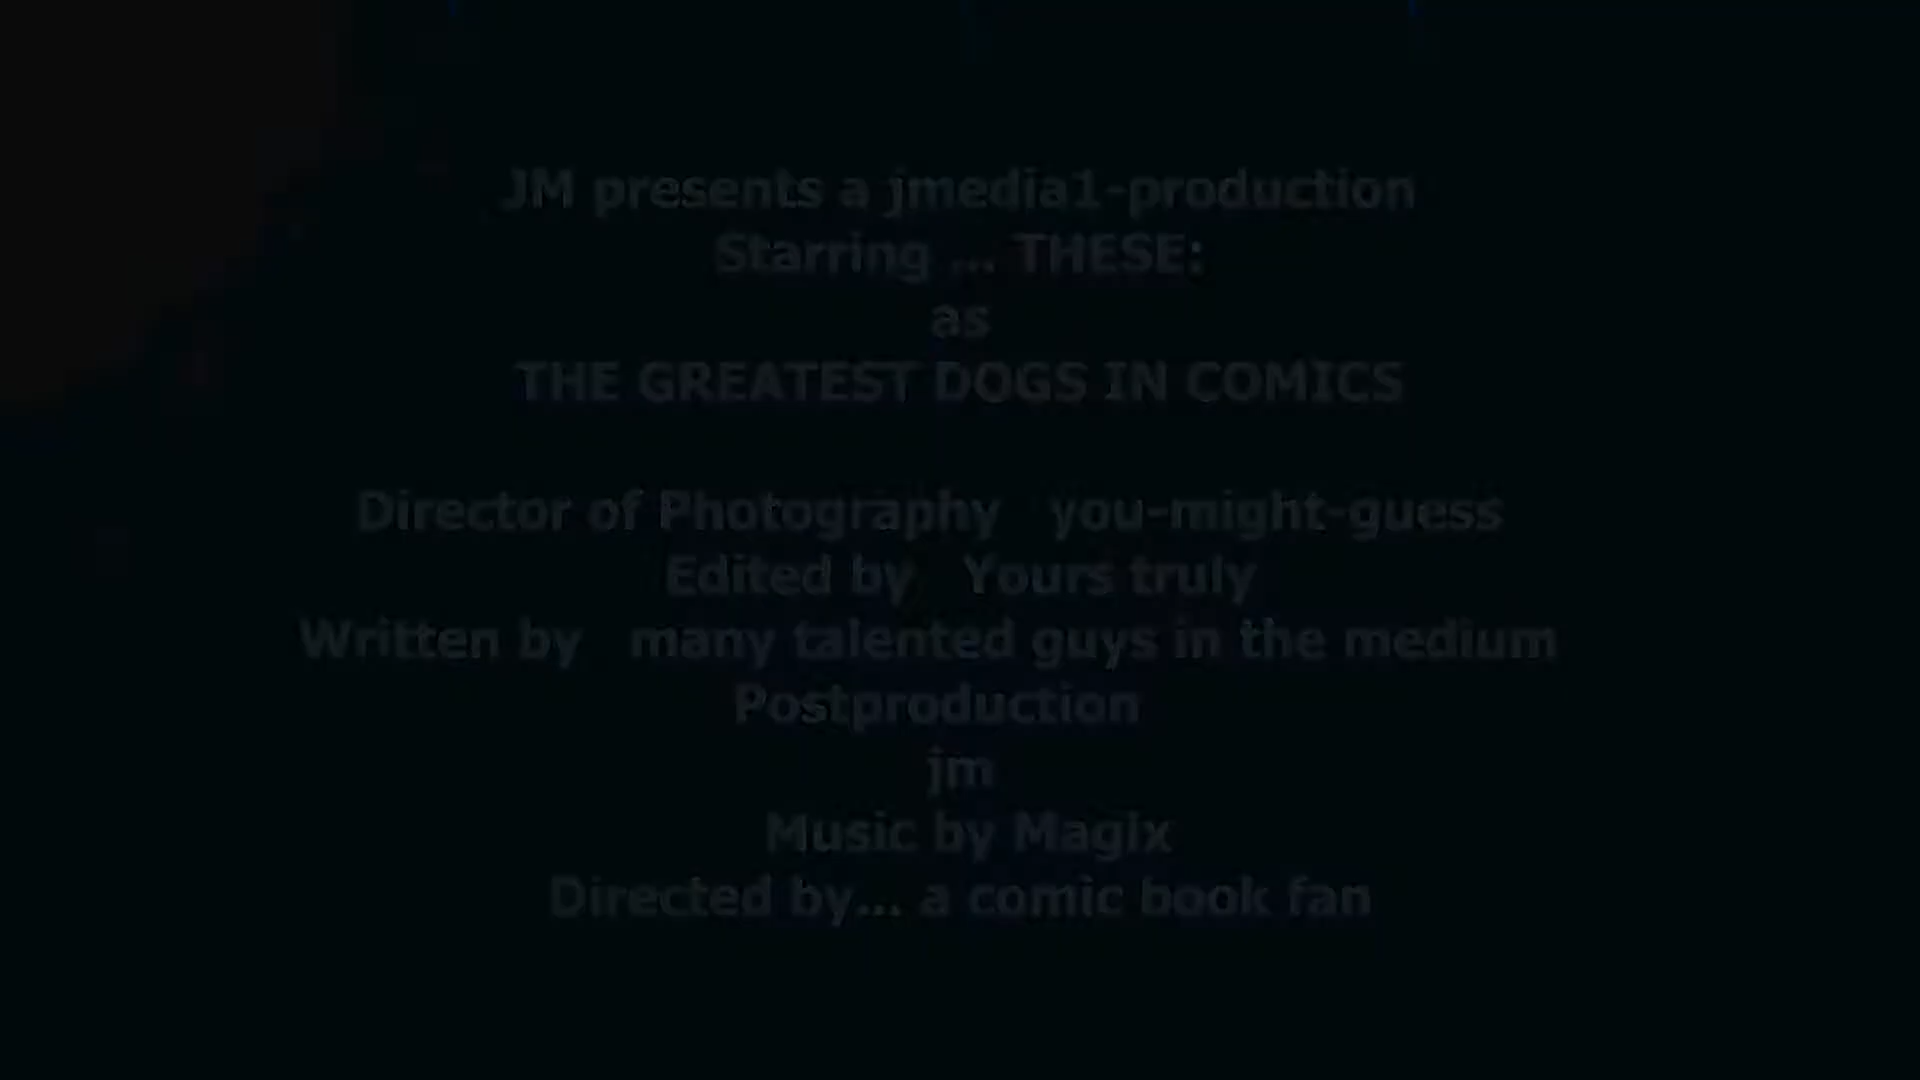 JM presents a jmedia1-production
Starring ... THESE:
as
THE GREATEST DOGS IN COMICS
Director of Photography you-might-guess
Edited by Yours truly
Written by many talented guys in the medium
Postproduction
jm
Music by Magix
Directed by... a comic book fan